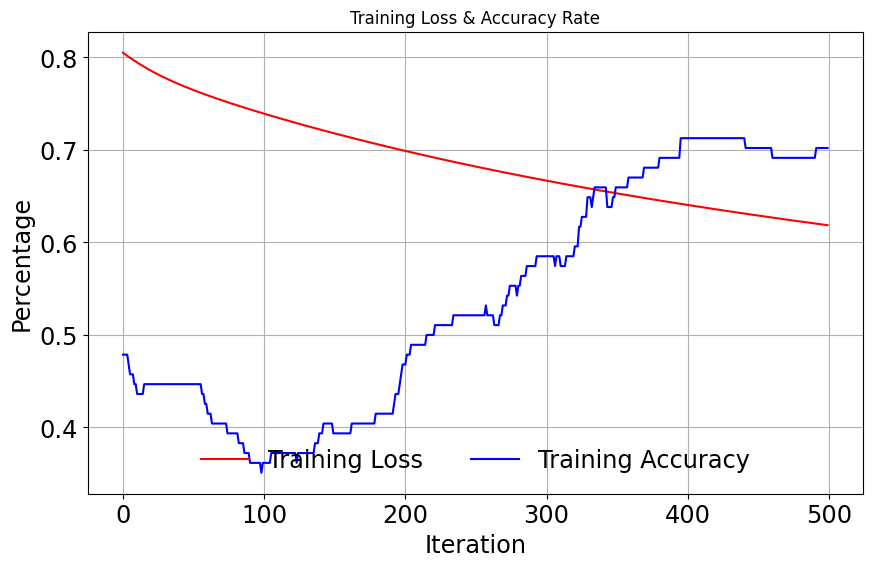 Training Loss & Accuracy Rate
0.8
0.7
0.6
0.5
0.4
Percentage
Training Loss Training Accuracy
0 100 200 300 400 500
Iteration